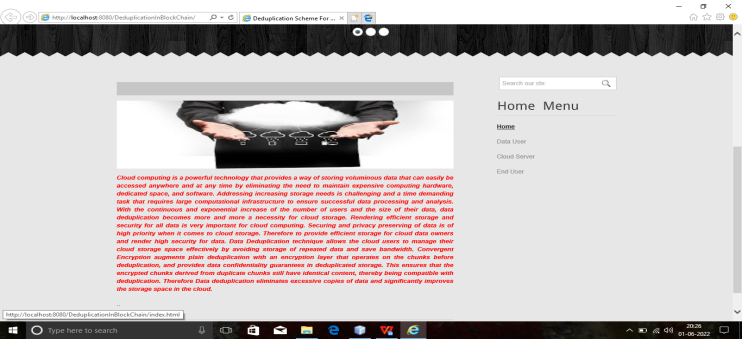 http://localhost:8080/DeduplicationInBlockChain/
Deduplication Scheme For ...
Search our site
Home Menu
Home
Data User
Cloud Server
End User
Cloud computing is a powerful technology that provides a way of storing voluminous data that can easily be
accessed anywhere and at any time by eliminating the need to maintain expensive computing hardware,
dedicated space, and software. Addressing increasing storage needs is challenging and a time demanding
task that requires large computational infrastructure to ensure successful data processing and analysis.
With the continuous and exponential increase of the number of users and the size of their data, data
deduplication becomes more and more a necessity for cloud storage. Rendering efficient storage and
security for all data is very important for cloud computing. Securing and privacy preserving of data is of
high priority when it comes to cloud storage. Therefore to provide efficient storage for cloud data owners
and render high security for data. Data Deduplication technique allows the cloud users to manage their
cloud storage space effectively by avoiding storage of repeated data and save bandwidth. Convergent
Encryption augments plain deduplication with an encryption layer that operates on the chunks before
deduplication, and provides data confidentiality guarantees in deduplicated storage. This ensures that the
encrypted chunks derived from duplicate chunks still have identical content, thereby being compatible with
deduplication. Therefore Data deduplication eliminates excessive copies of data and significantly improves
the storage space in the cloud.
..
http://localhost:8080/DeduplicationInBlockChain/index.html
Type here to search
20:26
01-06-2022